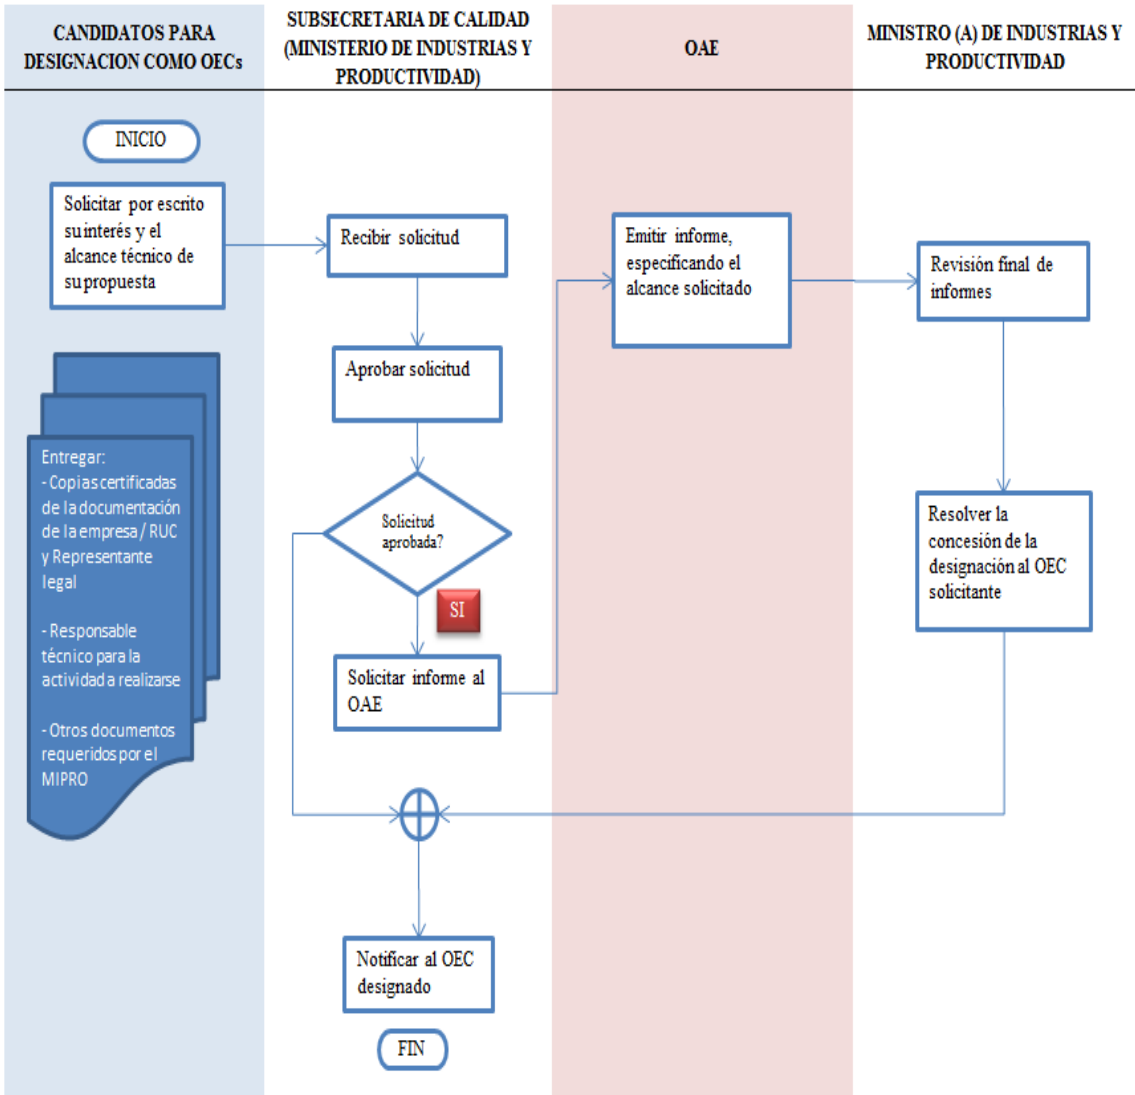 CANDIDATOS PARA
DESIGNACION COMO OECs
SUBSECRETARIA DE CALIDAD
(MINISTERIO DE INDUSTRIAS Y
PRODUCTIVIDAD)
OAE
MINISTRO (A) DE INDUSTRIAS Y
PRODUCTIVIDAD
INICIO
Solicitar por escrito
su interés y el
alcance técnico de
su propuesta
Entregar:
- Copias certificadas
de la documentación
de la empresa / RUC
y Representante
legal
- Responsable
técnico para la
actividad a realizarse
- Otros documentos
requeridos por el
MIPRO
Recibir solicitud
Aprobar solicitud
Solicitud
aprobada?
SI
Solicitar informe al
OAE
Emitir informe,
especificando el
alcance solicitado
Revisión final de
informes
Resolver la
concesión de la
designación al OEC
solicitante
Notificar al OEC
designado
FIN